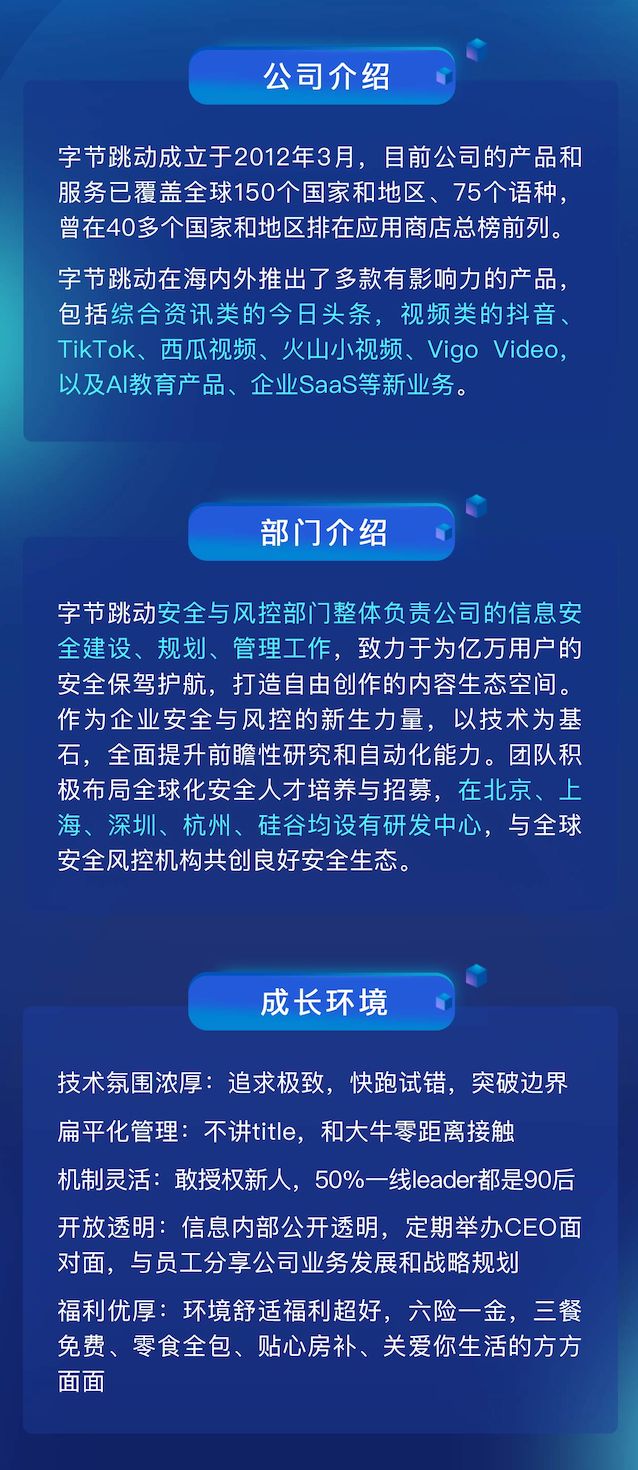 公司介绍
字节跳动成立于2012年3月，目前公司的产品和
服务已覆盖全球150个国家和地区、75个语种，
曾在40多个国家和地区排在应用商店总榜前列。
字节跳动在海内外推出了多款有影响力的产品，
包括综合资讯类的今日头条，视频类的抖音、
TikTok、西瓜视频、火山小视频、Vigo Video，
以及AI教育产品、企业SaaS等新业务。
部门介绍
字节跳动安全与风控部门整体负责公司的信息安
全建设、规划、管理工作，致力于为亿万用户的
安全保驾护航，打造自由创作的内容生态空间。
作为企业安全与风控的新生力量，以技术为基
石，全面提升前瞻性研究和自动化能力。团队积
极布局全球化安全人才培养与招募，在北京、上
海、深圳、杭州、硅谷均设有研发中心，与全球
安全风控机构共创良好安全生态。
成长环境
技术氛围浓厚：追求极致，快跑试错，突破边界
扁平化管理：不讲title，和大牛零距离接触
机制灵活：敢授权新人，50%一线leader都是90后
开放透明：信息内部公开透明，定期举办CEO面
对面，与员工分享公司业务发展和战略规划
福利优厚：环境舒适福利超好，六险一金，三餐
免费、零食全包、贴心房补、关爱你生活的方方
面面